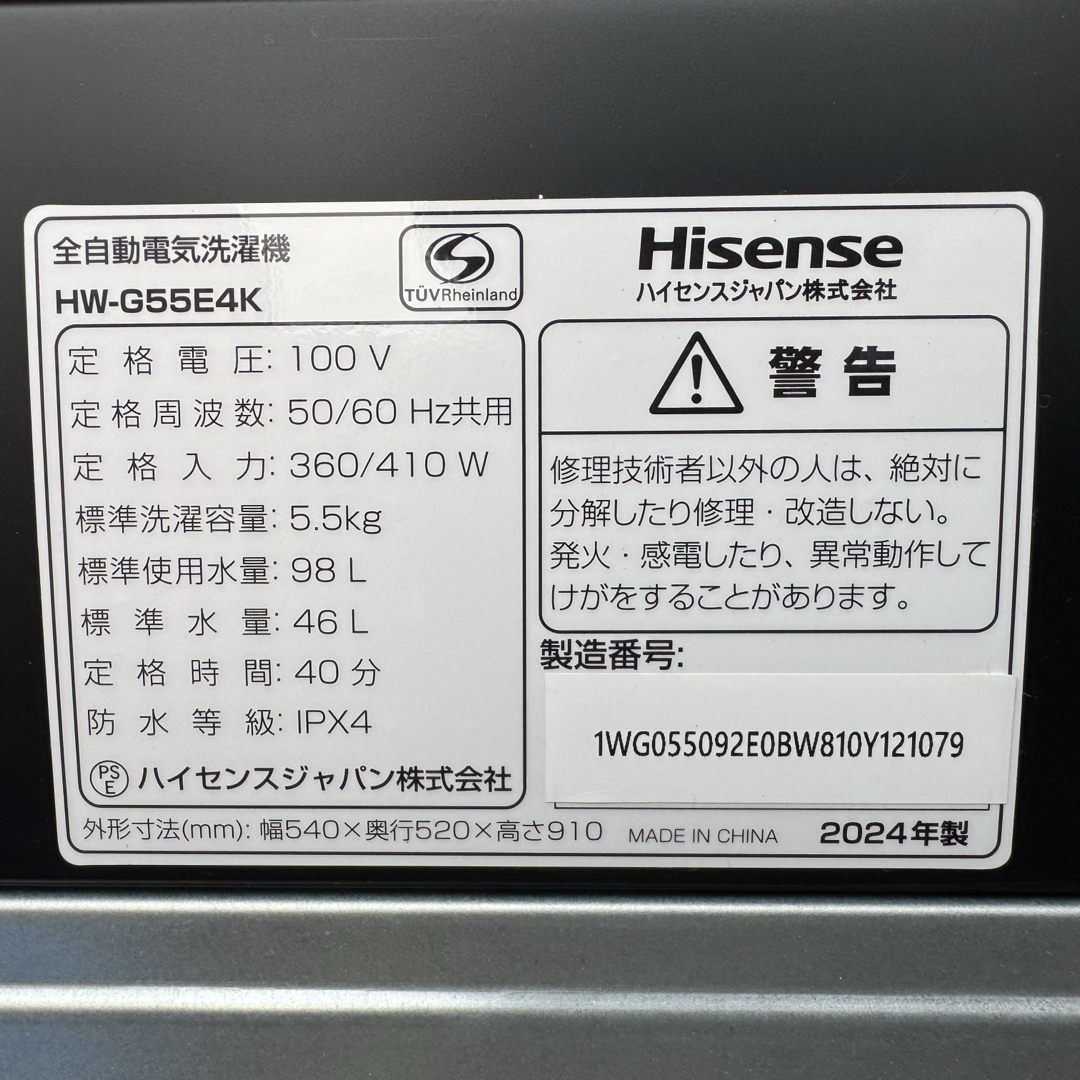 全自動電気洗濯機
HW-G55E4K
TÜVRheinland
Hisense
ハイセンスジャパン株式会社
定格電圧: 100 V
定格周波数: 50/60 Hz共用
定格入力: 360/410 W
標準洗濯容量: 5.5kg
標準使用水量: 98 L
標準水量: 46 L
定格時間: 40 分
防水等級: IPX4
PS
E
ハイセンスジャパン株式会社
警告
修理技術者以外の人は、絶対に
分解したり修理・改造しない。
発火・感電したり、異常動作して
けがをすることがあります。
製造番号:
1WG055092E0BW810Y121079
外形寸法(mm): 幅540×奥行520×高さ910
MADE IN CHINA
2024年製